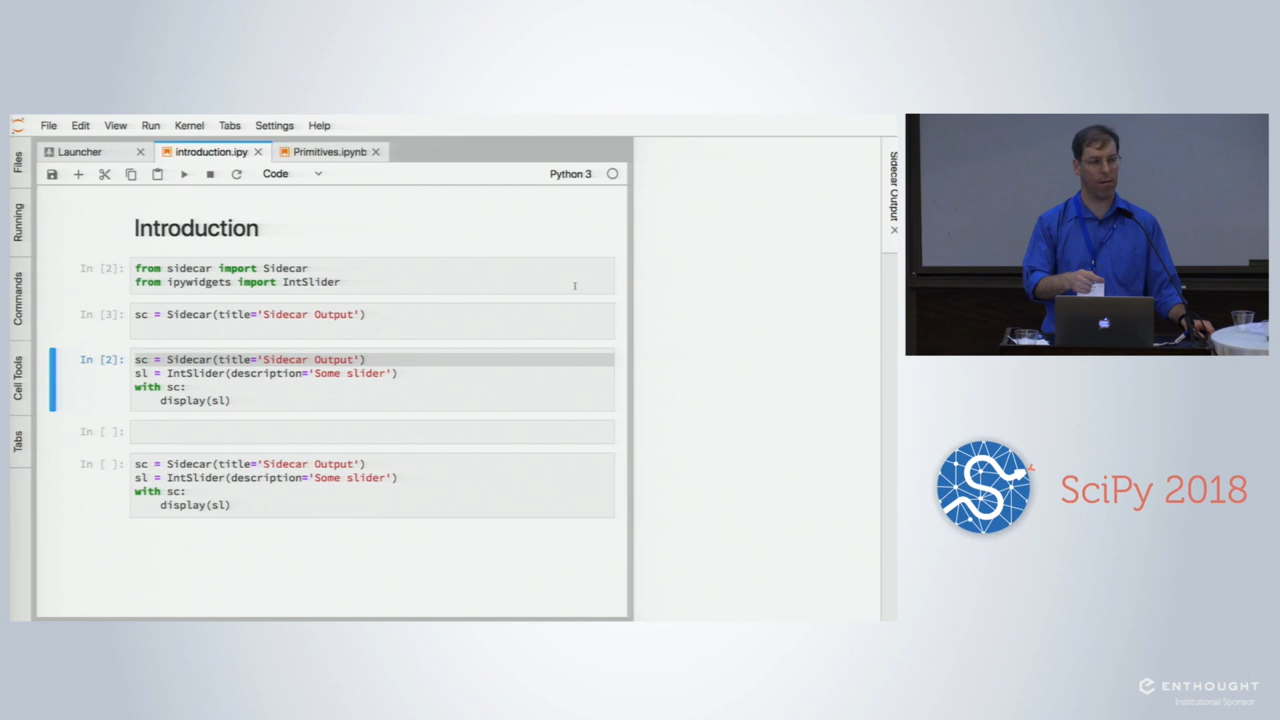 File Edit View Run Kernel Tabs Settings Help
Launcher
introduction.ipy
Primitives.ipynb
Code
Python 3
Files
Running
Commands
Cell Tools
Tabs
Introduction
In [2]:
from sidecar import Sidecar
from ipywidgets import IntSlider
In [3]:
sc = Sidecar(title='Sidecar Output')
In [2]:
sc = Sidecar(title='Sidecar Output')
sl = IntSlider(description='Some slider')
with sc:
display(sl)
In [ ]:
In [ ]:
sc = Sidecar(title='Sidecar Output')
sl = IntSlider(description='Some slider')
with sc:
display(sl)
Sidecar Output
SciPy 2018
ENTHOUGHT
Institutional Sponsor